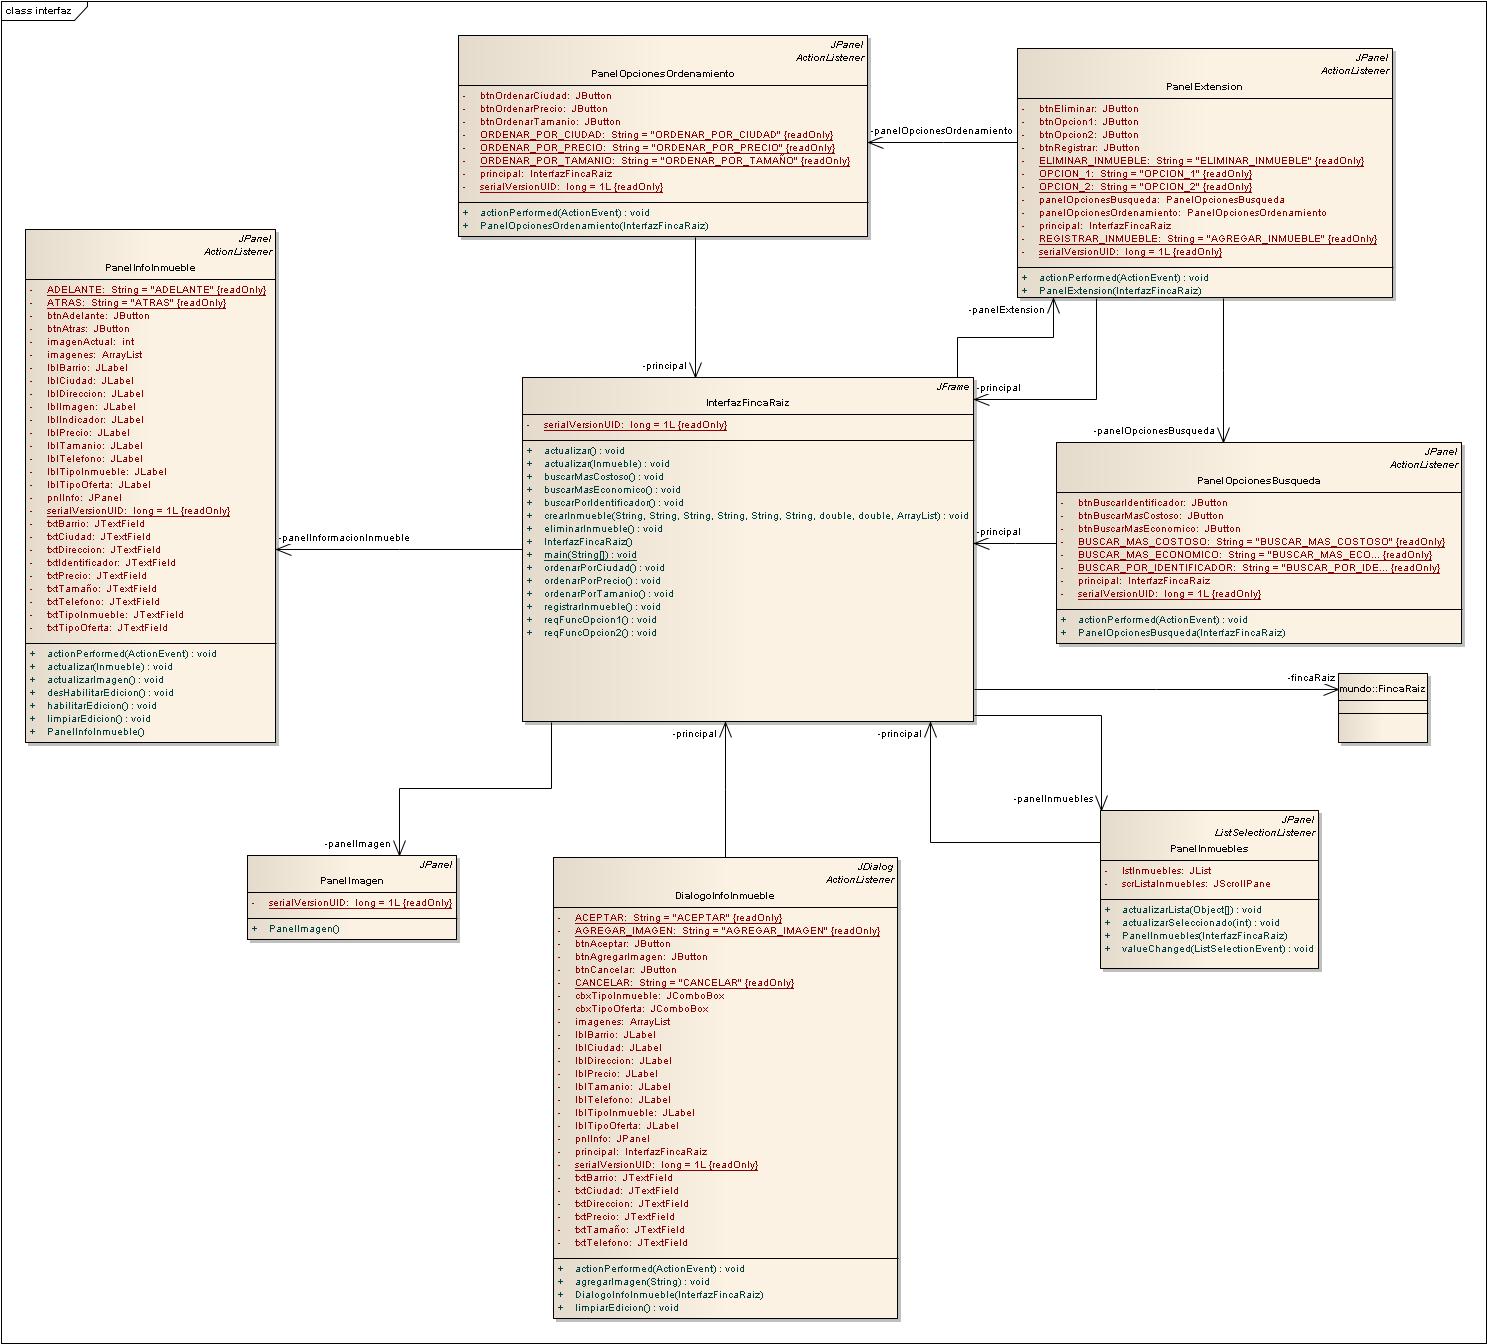 class interfaz
JPanel
ActionListener
PanelOpcionesOrdenamiento
- btnOrdenarCiudad: JButton
- btnOrdenarPrecio: JButton
- btnOrdenarTamanio: JButton
- ORDENAR_POR_CIUDAD: String = "ORDENAR_POR_CIUDAD" {readOnly}
- ORDENAR_POR_PRECIO: String = "ORDENAR_POR_PRECIO" {readOnly}
- ORDENAR_POR_TAMANIO: String = "ORDENAR_POR_TAMAÑO" {readOnly}
- principal: InterfazFincaRaiz
- serialVersionUID: long = 1L {readOnly}
+ actionPerformed(ActionEvent) : void
+ PanelOpcionesOrdenamiento(InterfazFincaRaiz)
-panelOpcionesOrdenamiento
JPanel
ActionListener
PanelExtension
- btnEliminar: JButton
- btnOpcion1: JButton
- btnOpcion2: JButton
- btnRegistrar: JButton
- ELIMINAR_INMUEBLE: String = "ELIMINAR_INMUEBLE" {readOnly}
- OPCION_1: String = "OPCION_1" {readOnly}
- OPCION_2: String = "OPCION_2" {readOnly}
- panelOpcionesBusqueda: PanelOpcionesBusqueda
- panelOpcionesOrdenamiento: PanelOpcionesOrdenamiento
- principal: InterfazFincaRaiz
- REGISTRAR_INMUEBLE: String = "AGREGAR_INMUEBLE" {readOnly}
- serialVersionUID: long = 1L {readOnly}
+ actionPerformed(ActionEvent) : void
+ PanelExtension(InterfazFincaRaiz)
JPanel
ActionListener
PanelInfoInmueble
- ADELANTE: String = "ADELANTE" {readOnly}
- ATRAS: String = "ATRAS" {readOnly}
- btnAdelante: JButton
- btnAtras: JButton
- imagenActual: int
- imagenes: ArrayList
- lblBarrio: JLabel
- lblCiudad: JLabel
- lblDireccion: JLabel
- lblImagen: JLabel
- lblIndicador: JLabel
- lblPrecio: JLabel
- lblTamanio: JLabel
- lblTelefono: JLabel
- lblTipoInmueble: JLabel
- lblTipoOferta: JLabel
- pnlInfo: JPanel
- serialVersionUID: long = 1L {readOnly}
- txtBarrio: JTextField
- txtCiudad: JTextField
- txtDireccion: JTextField
- txtIdentificador: JTextField
- txtPrecio: JTextField
- txtTamaño: JTextField
- txtTelefono: JTextField
- txtTipoInmueble: JTextField
- txtTipoOferta: JTextField
+ actionPerformed(ActionEvent) : void
+ actualizar(Inmueble) : void
+ actualizarImagen() : void
+ desHabilitarEdicion() : void
+ habilitarEdicion() : void
+ limpiarEdicion() : void
+ PanelInfoInmueble()
-panelExtension
-principal
-principal
-panelOpcionesBusqueda
JFrame
InterfazFincaRaiz
- serialVersionUID: long = 1L {readOnly}
+ actualizar() : void
+ actualizar(Inmueble) : void
+ buscarMasCostoso() : void
+ buscarMasEconomico() : void
+ buscarPorIdentificador() : void
+ crearInmueble(String, String, String, String, String, String, double, double, ArrayList) : void
+ eliminarInmueble() : void
+ InterfazFincaRaiz()
+ main(String[]) : void
+ ordenarPorCiudad() : void
+ ordenarPorPrecio() : void
+ ordenarPorTamanio() : void
+ registrarInmueble() : void
+ reqFuncOpcion1() : void
+ reqFuncOpcion2() : void
-panelInformacionInmueble
JPanel
ActionListener
PanelOpcionesBusqueda
- btnBuscarIdentificador: JButton
- btnBuscarMasCostoso: JButton
- btnBuscarMasEconomico: JButton
- BUSCAR_MAS_COSTOSO: String = "BUSCAR_MAS_COSTOSO" {readOnly}
- BUSCAR_MAS_ECONOMICO: String = "BUSCAR_MAS_ECO... {readOnly}
- BUSCAR_POR_IDENTIFICADOR: String = "BUSCAR_POR_IDE... {readOnly}
- principal: InterfazFincaRaiz
- serialVersionUID: long = 1L {readOnly}
+ actionPerformed(ActionEvent) : void
+ PanelOpcionesBusqueda(InterfazFincaRaiz)
-principal
-fincaRaiz
mundo::FincaRaiz
-principal
-principal
-panelInmuebles
-panelImagen
JPanel
PanelImagen
- serialVersionUID: long = 1L {readOnly}
+ PanelImagen()
JPanel
ListSelectionListener
PanelInmuebles
- lstInmuebles: JList
- scrListaInmuebles: JScrollPane
+ actualizarLista(Object[]) : void
+ actualizarSeleccionado(int) : void
+ PanelInmuebles(InterfazFincaRaiz)
+ valueChanged(ListSelectionEvent) : void
JDialog
ActionListener
DialogoInfoInmueble
- ACEPTAR: String = "ACEPTAR" {readOnly}
- AGREGAR_IMAGEN: String = "AGREGAR_IMAGEN" {readOnly}
- btnAceptar: JButton
- btnAgregarImagen: JButton
- btnCancelar: JButton
- CANCELAR: String = "CANCELAR" {readOnly}
- cbxTipoInmueble: JComboBox
- cbxTipoOferta: JComboBox
- imagenes: ArrayList
- lblBarrio: JLabel
- lblCiudad: JLabel
- lblDireccion: JLabel
- lblPrecio: JLabel
- lblTamanio: JLabel
- lblTelefono: JLabel
- lblTipoInmueble: JLabel
- lblTipoOferta: JLabel
- pnlInfo: JPanel
- principal: InterfazFincaRaiz
- serialVersionUID: long = 1L {readOnly}
- txtBarrio: JTextField
- txtCiudad: JTextField
- txtDireccion: JTextField
- txtPrecio: JTextField
- txtTamaño: JTextField
- txtTelefono: JTextField
+ actionPerformed(ActionEvent) : void
+ agregarImagen(String) : void
+ DialogoInfoInmueble(InterfazFincaRaiz)
+ limpiarEdicion() : void